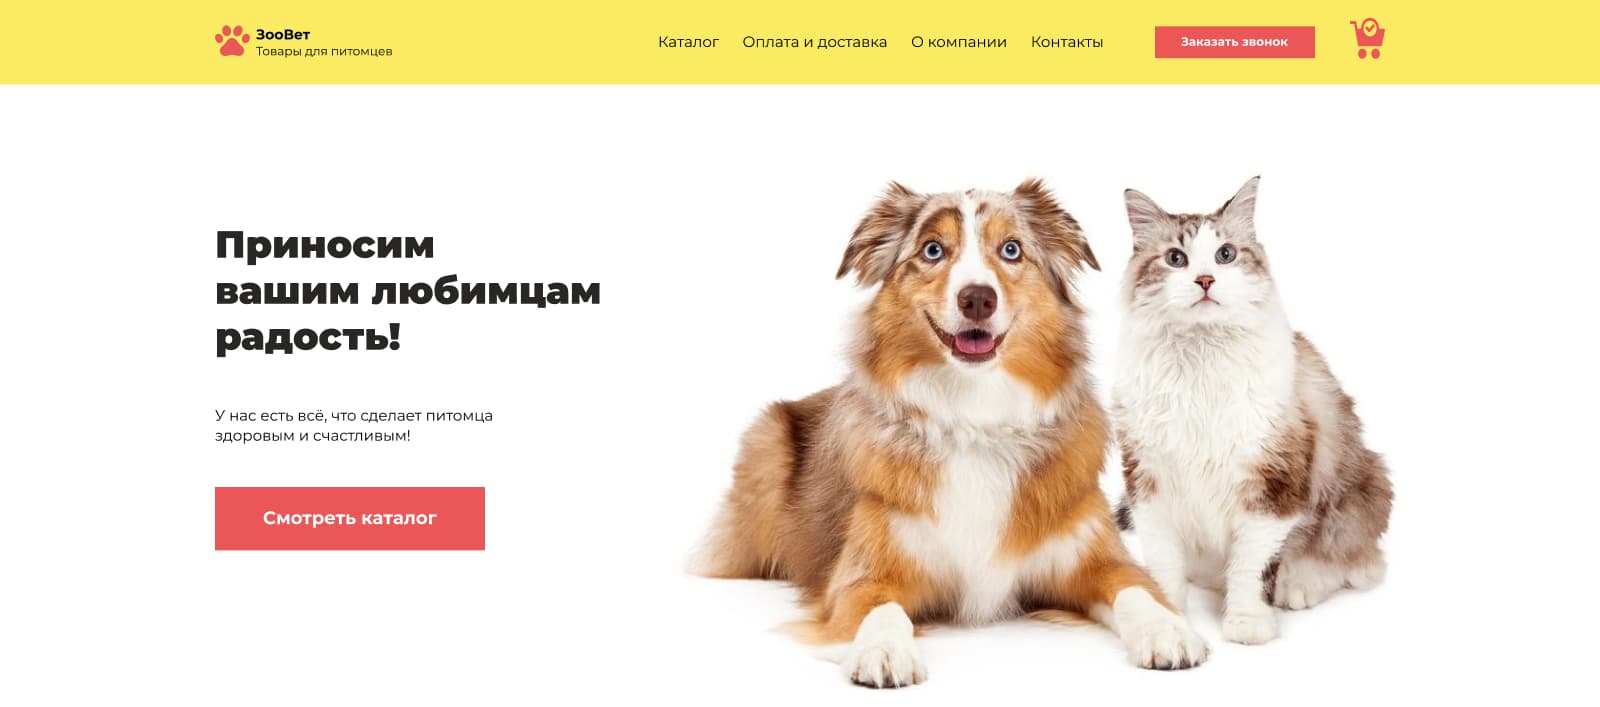 ЗооВет
Товары для питомцев
Каталог
Оплата и доставка
О компании
Контакты
Заказать звонок
Приносим
вашим любимцам
радость!
У нас есть всё, что сделает питомца
здоровым и счастливым!
Смотреть каталог